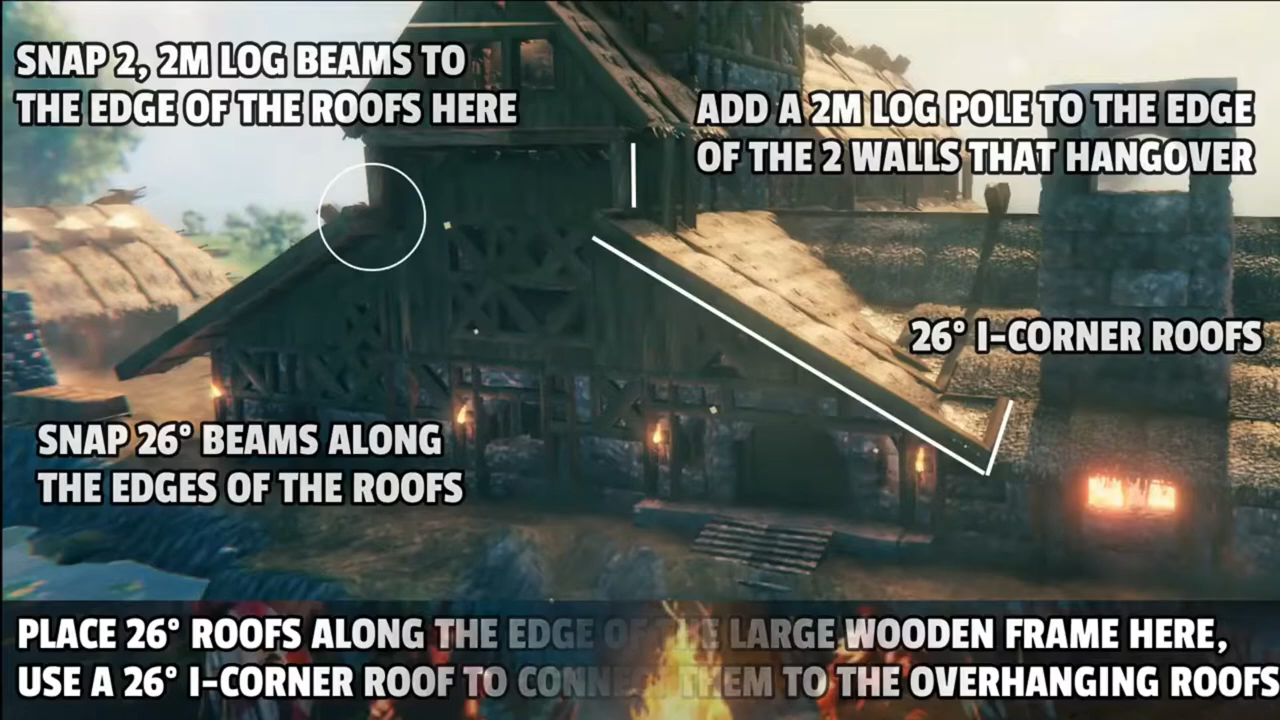 SNAP 2, 2M LOG BEAMS TO
THE EDGE OF THE ROOFS HERE
ADD A 2M LOG POLE TO THE EDGE
OF THE 2 WALLS THAT HANGOVER
26° I-CORNER ROOFS
SNAP 26° BEAMS ALONG
THE EDGES OF THE ROOFS
PLACE 26° ROOFS ALONG THE EDGE OF THE LARGE WOODEN FRAME HERE,
USE A 26° I-CORNER ROOF TO CONNECT THEM TO THE OVERHANGING ROOFS